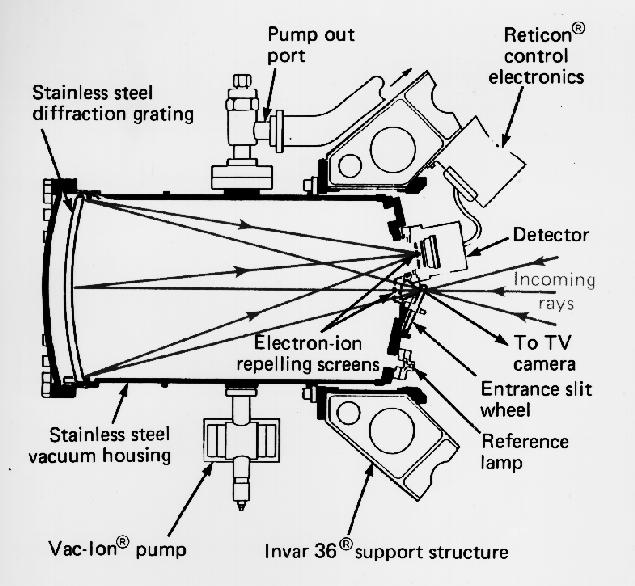 Pump out
port
Reticon®
control
electronics
Stainless steel
diffraction grating
Detector
Incoming
rays
Electron-ion
repelling screens
To TV
camera
Entrance slit
wheel
Reference
lamp
Stainless steel
vacuum housing
Vac-Ion® pump
Invar 36® support structure